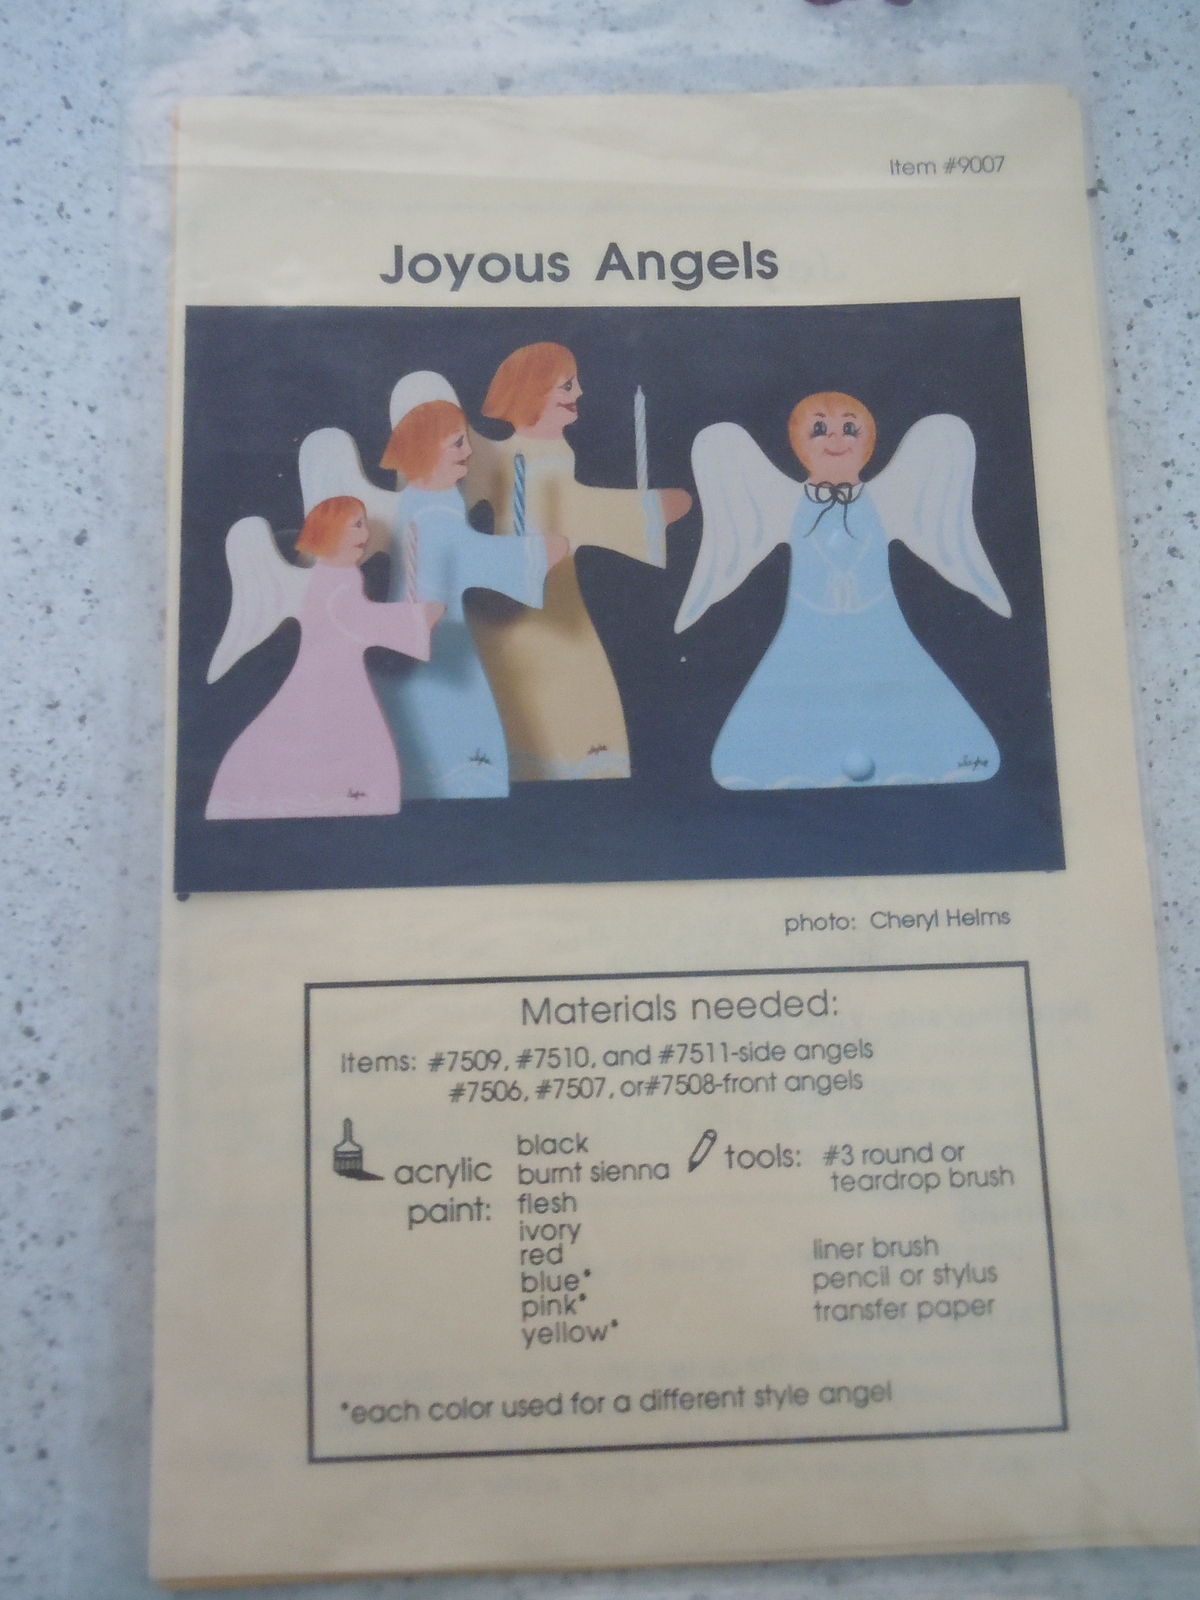 Item #9007
Joyous Angels
photo: Cheryl Helms
Materials needed:
Items: #7509, #7510, and #7511-side angels
#7506, #7507, or#7508-front angels
acrylic
paint:
black
burnt sienna
flesh
ivory
red
blue*
pink*
yellow*
tools: #3 round or
teardrop brush
liner brush
pencil or stylus
transfer paper
*each color used for a different style angel